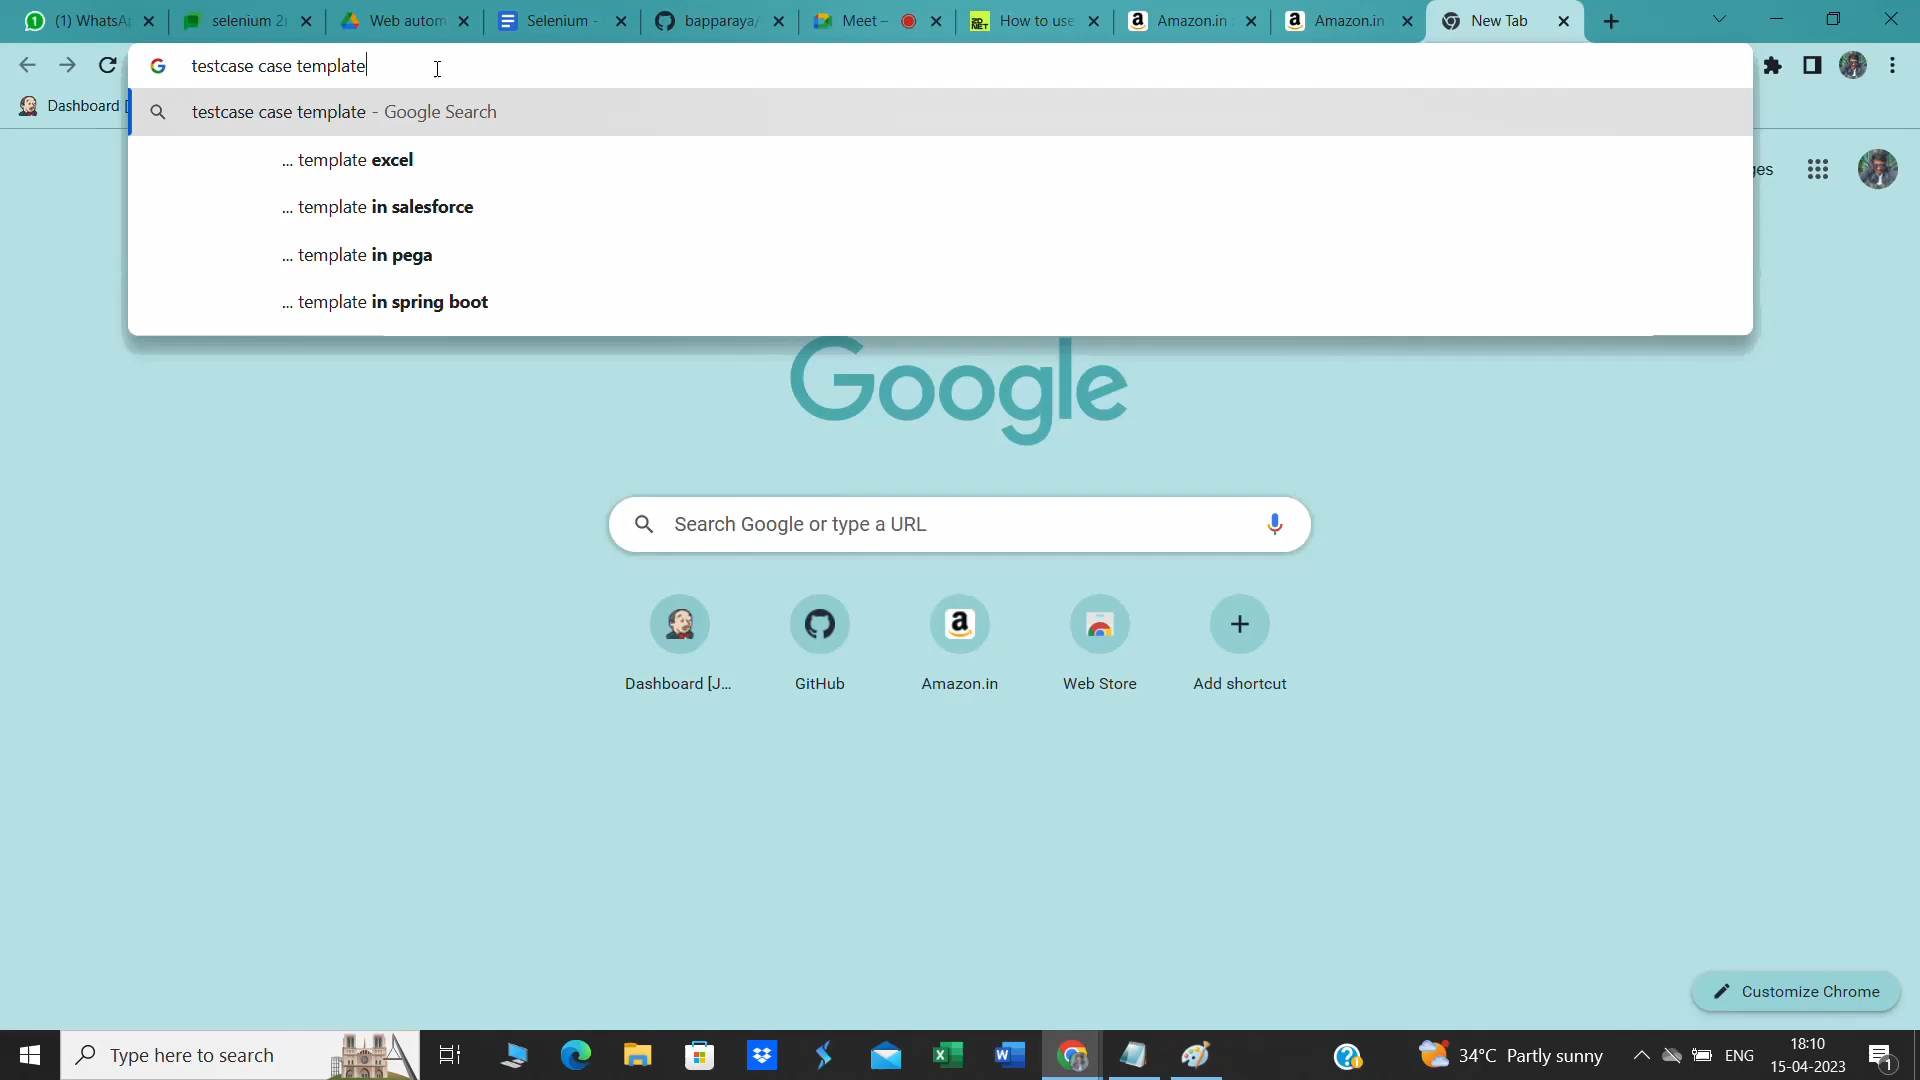 (1) WhatsA
selenium 2
Web autom
Selenium -
bapparaya/
Meet –
How to use
Amazon.in :
Amazon.in
New Tab
testcase case template
Dashboard [
testcase case template - Google Search
... template excel
... template in salesforce
... template in pega
... template in spring boot
ges
Google
Search Google or type a URL
Dashboard [J...
GitHub
Amazon.in
Web Store
Add shortcut
Customize Chrome
Type here to search
34°C Partly sunny
ENG
18:10
15-04-2023
1